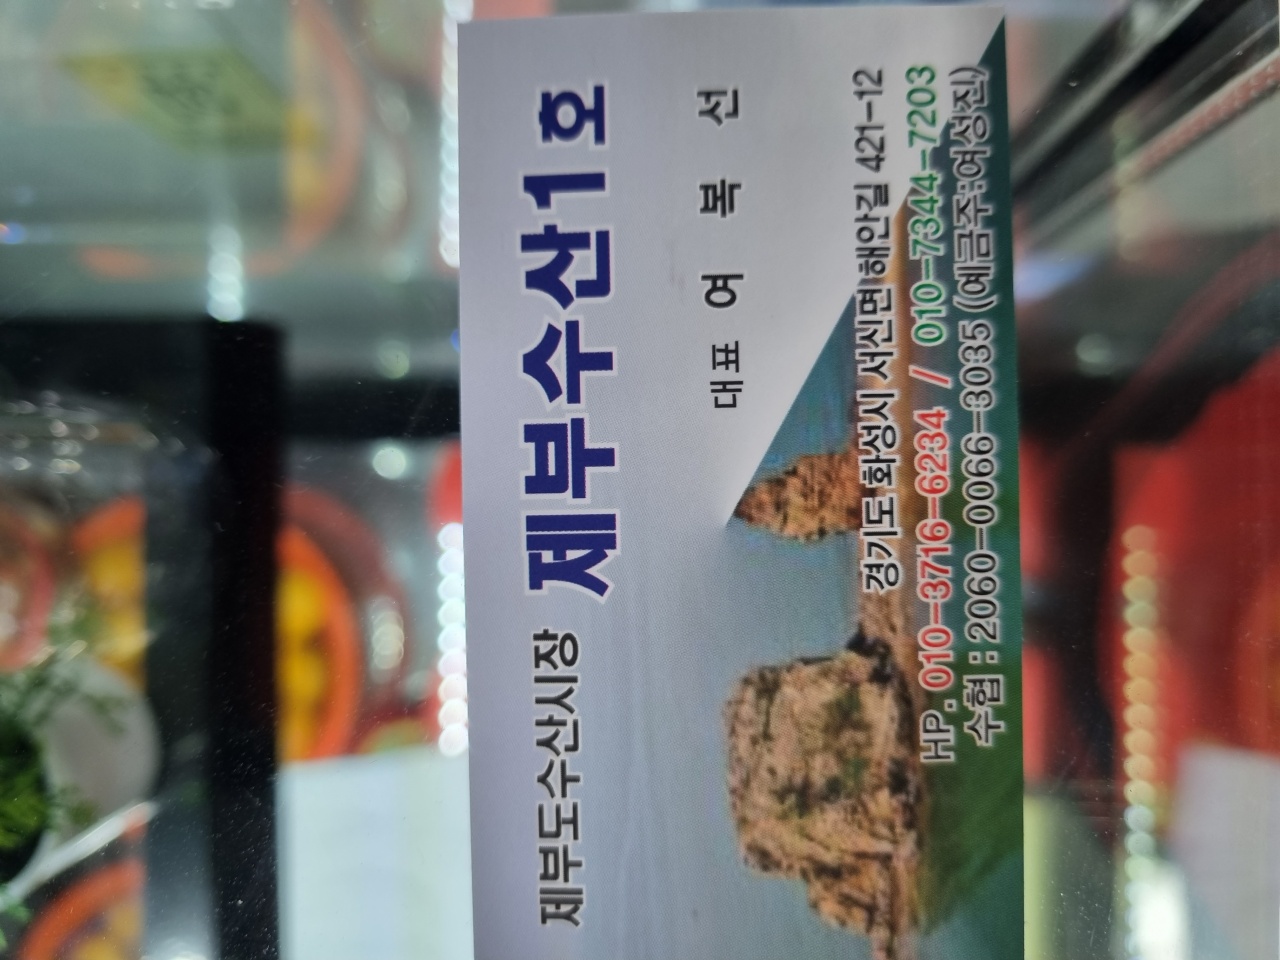 제부도수산시장 제부수산1호
대표 여 복 선
경기도 화성시 서신면 해안길 421-12
HP. 010-3716-6234 / 010-7344-7203
수협 : 2060-0066-3035 (예금주:여성진)